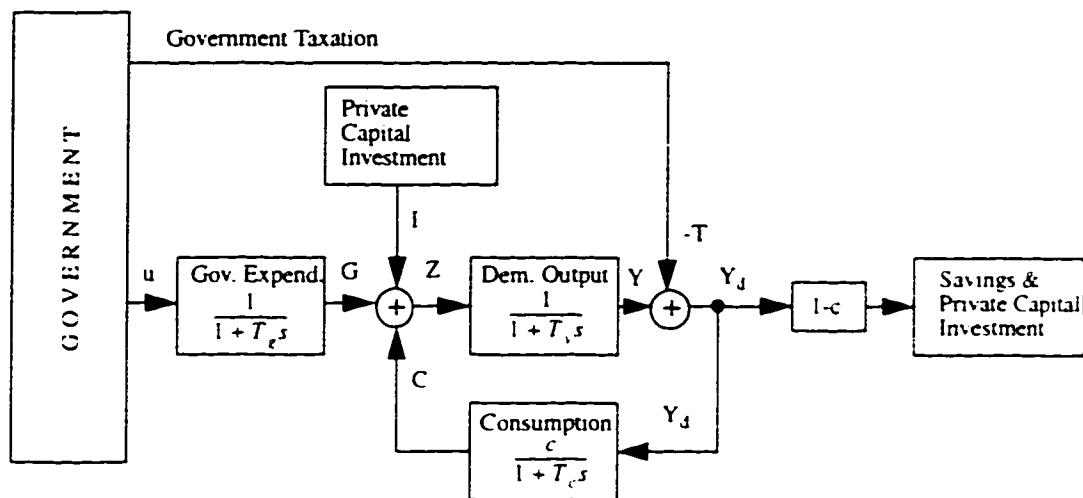 Government Taxation
GOVERNMENT
Private
Capital
Investment
I
-T
u
Gov. Expend.
1
1 + T_g s
G
+
Z
Dem. Output
1
1 + T_y s
Y
+
Y_d
1-c
Savings &
Private Capital
Investment
C
Consumption
c
1 + T_c s
Y_d